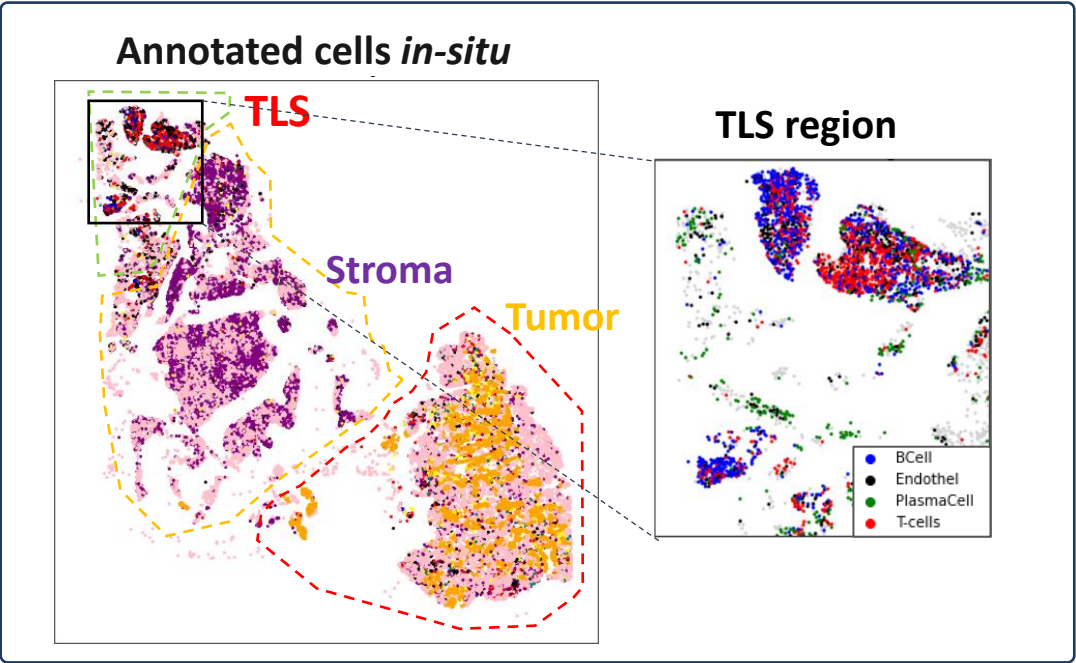 Annotated cells in-situ
TLS
TLS region
Stroma
Tumor
BCell
Endothel
PlasmaCell
T-cells